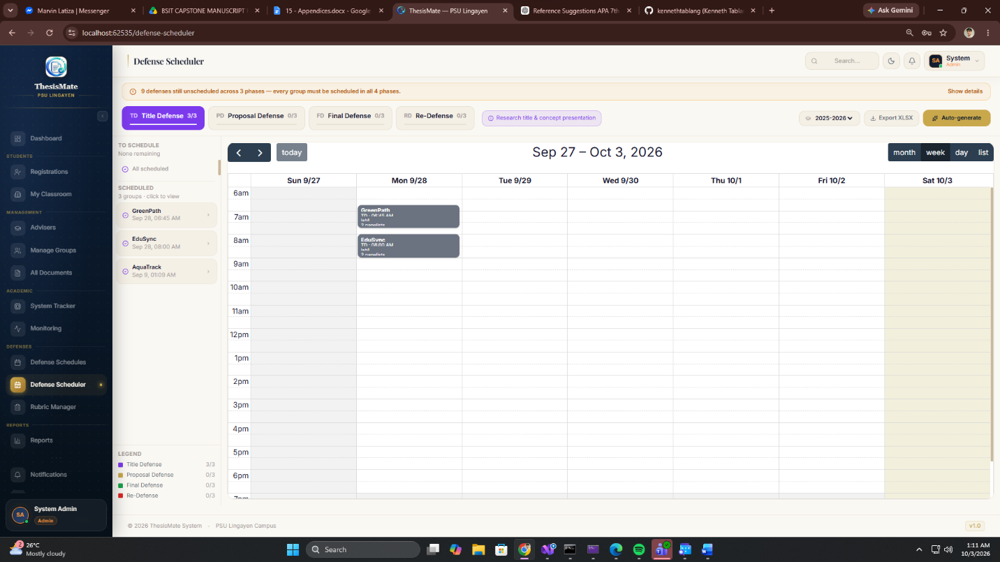 Marvin Latiza | Messenger
BSIT CAPSTONE MANUSCRIPT
15 - Appendices.docx - Google
ThesisMate — PSU Lingayen
Reference Suggestions APA 7th
kennethtablang (Kenneth Tabla
Ask Gemini
localhost:62535/defense-scheduler
ThesisMate
PSU LINGAYEN
Dashboard
STUDENTS
Registrations
My Classroom
MANAGEMENT
Advisers
Manage Groups
All Documents
ACADEMIC
System Tracker
Monitoring
DEFENSES
Defense Schedules
Defense Scheduler
Rubric Manager
REPORTS
Reports
Notifications
SA
System Admin
Admin
Defense Scheduler
Search...
SA
System
Admin
9 defenses still unscheduled across 3 phases — every group must be scheduled in all 4 phases.
Show details
TD Title Defense 3/3
PD Proposal Defense 0/3
FD Final Defense 0/3
RD Re-Defense 0/3
Research title & concept presentation
2025-2026
Export XLSX
Auto-generate
TO SCHEDULE
None remaining
All scheduled
SCHEDULED
3 groups · click to view
GreenPath
Sep 28, 06:45 AM
EduSync
Sep 28, 08:00 AM
AquaTrack
Sep 9, 01:09 AM
LEGEND
Title Defense 3/3
Proposal Defense 0/3
Final Defense 0/3
Re-Defense 0/3
today
Sep 27 – Oct 3, 2026
month week day list
Sun 9/27 Mon 9/28 Tue 9/29 Wed 9/30 Thu 10/1 Fri 10/2 Sat 10/3
6am
7am
8am
9am
10am
11am
12pm
1pm
2pm
3pm
4pm
5pm
6pm
7pm
GreenPath
TD · 06:45 AM
lab1
2 panelists
EduSync
TD · 08:00 AM
lab1
2 panelists
© 2026 ThesisMate System · PSU Lingayen Campus
v1.0
2
26°C
Mostly cloudy
Search
1:11 AM
10/3/2026